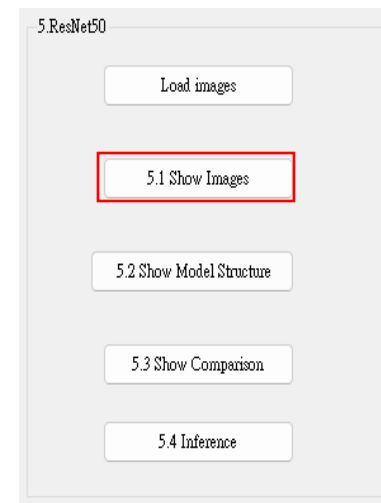 5.ResNet50
Load images
5.1 Show Images
5.2 Show Model Structure
5.3 Show Comparison
5.4 Inference